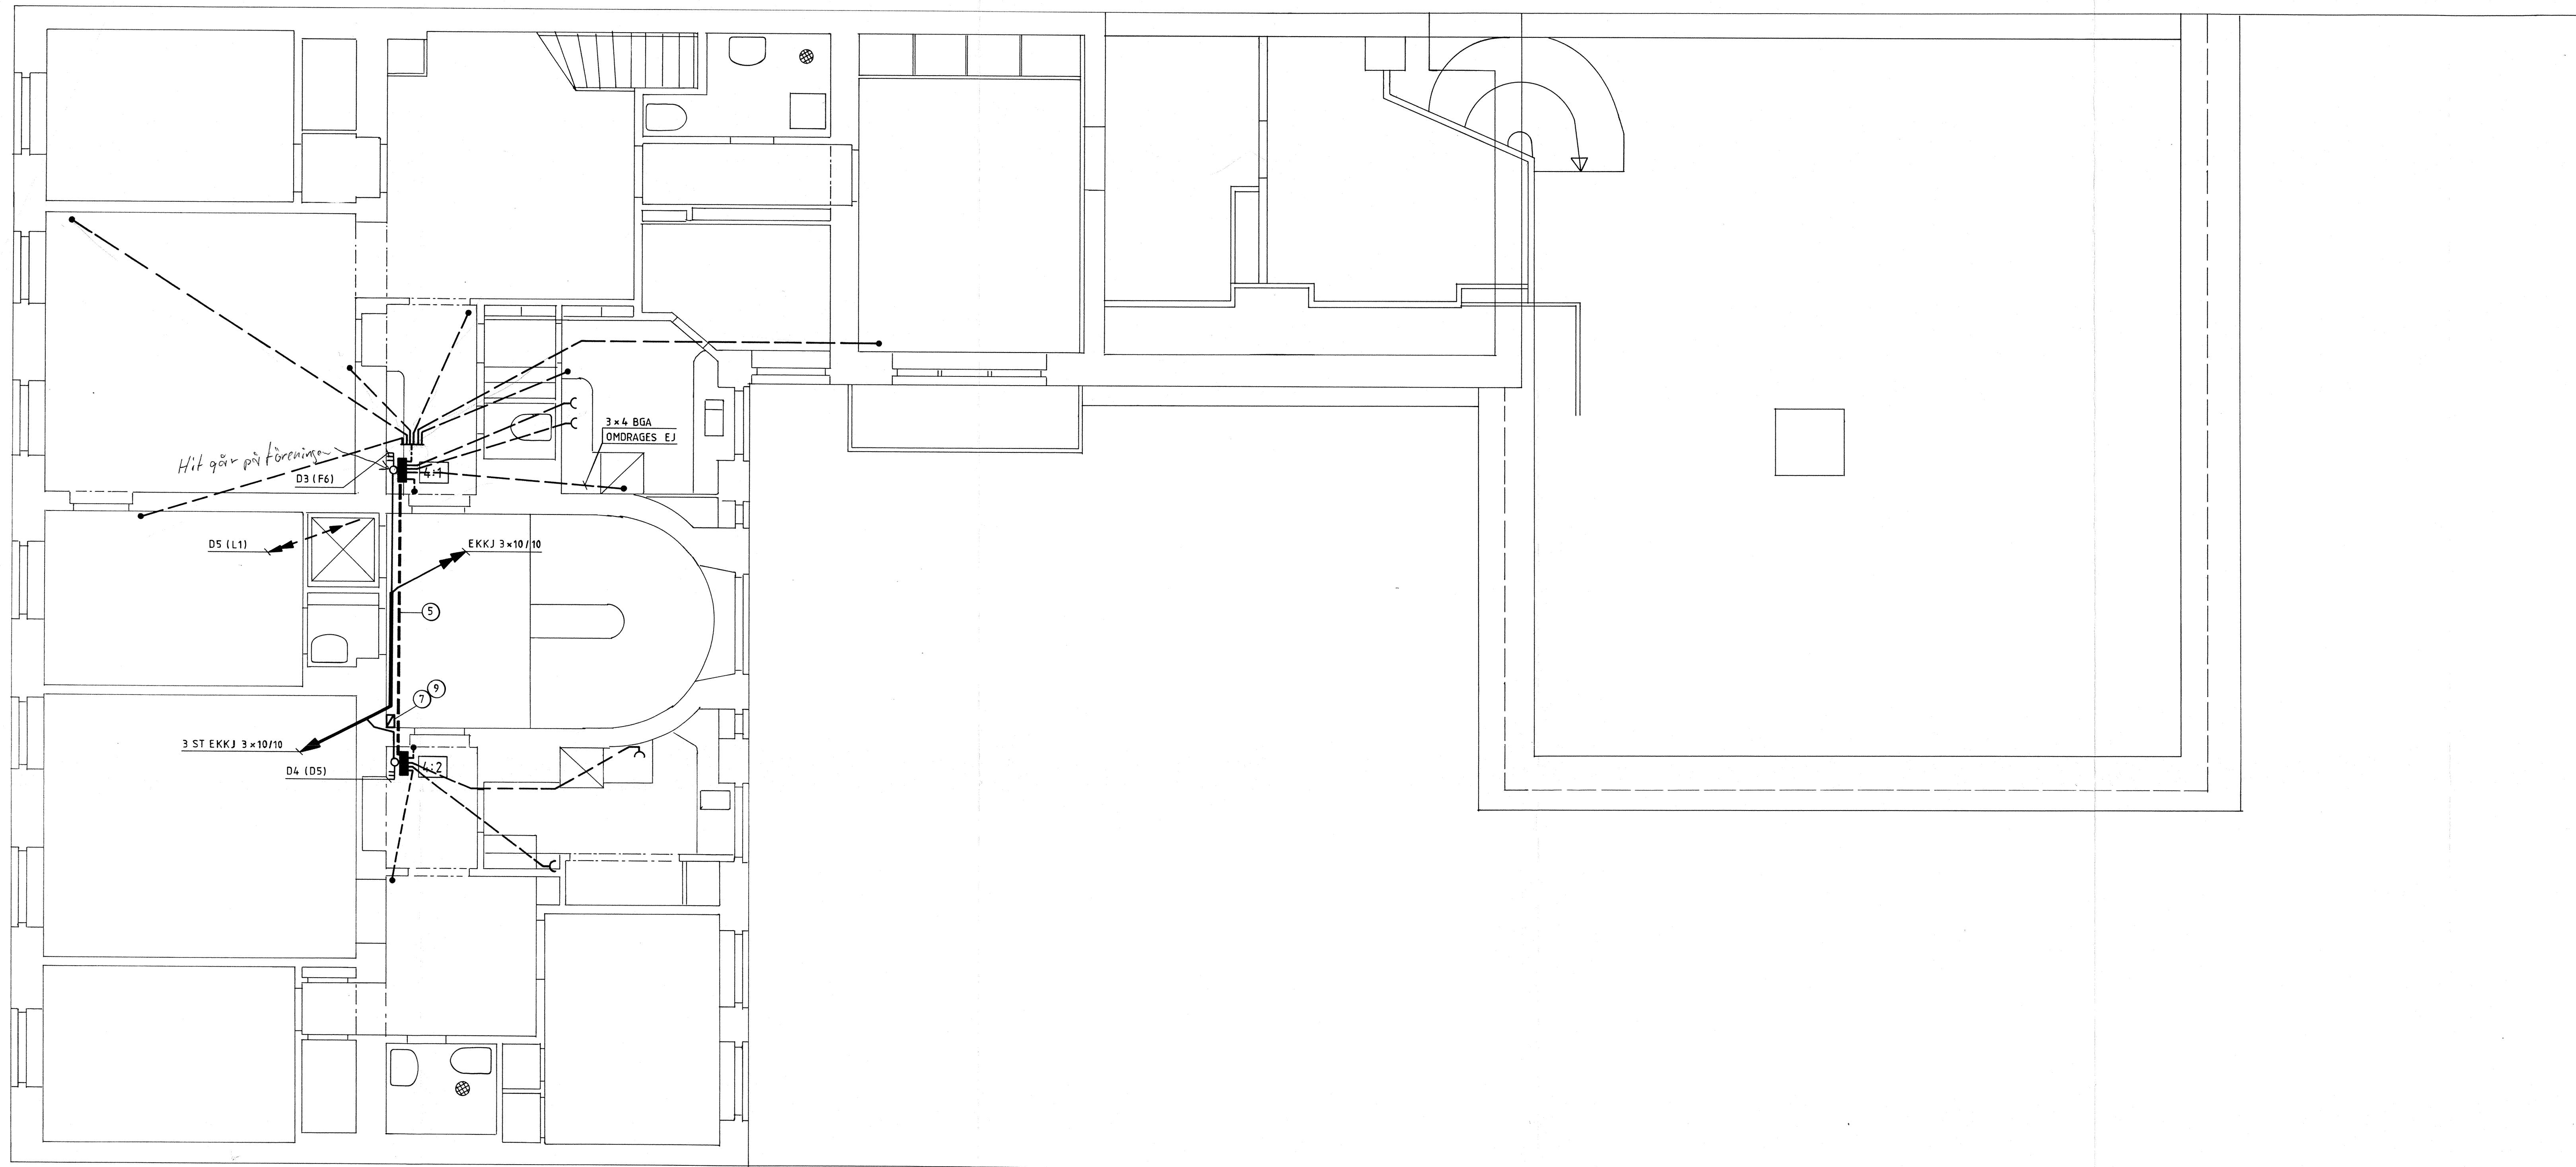 3×4 BGA
OMDRAGES EJ
Hit går på föreningen
D3 (F6)
4:1
D5 (L1)
EKKJ 3×10/10
5
9
7
3 ST EKKJ 3×10/10
D4 (D5)
4:2